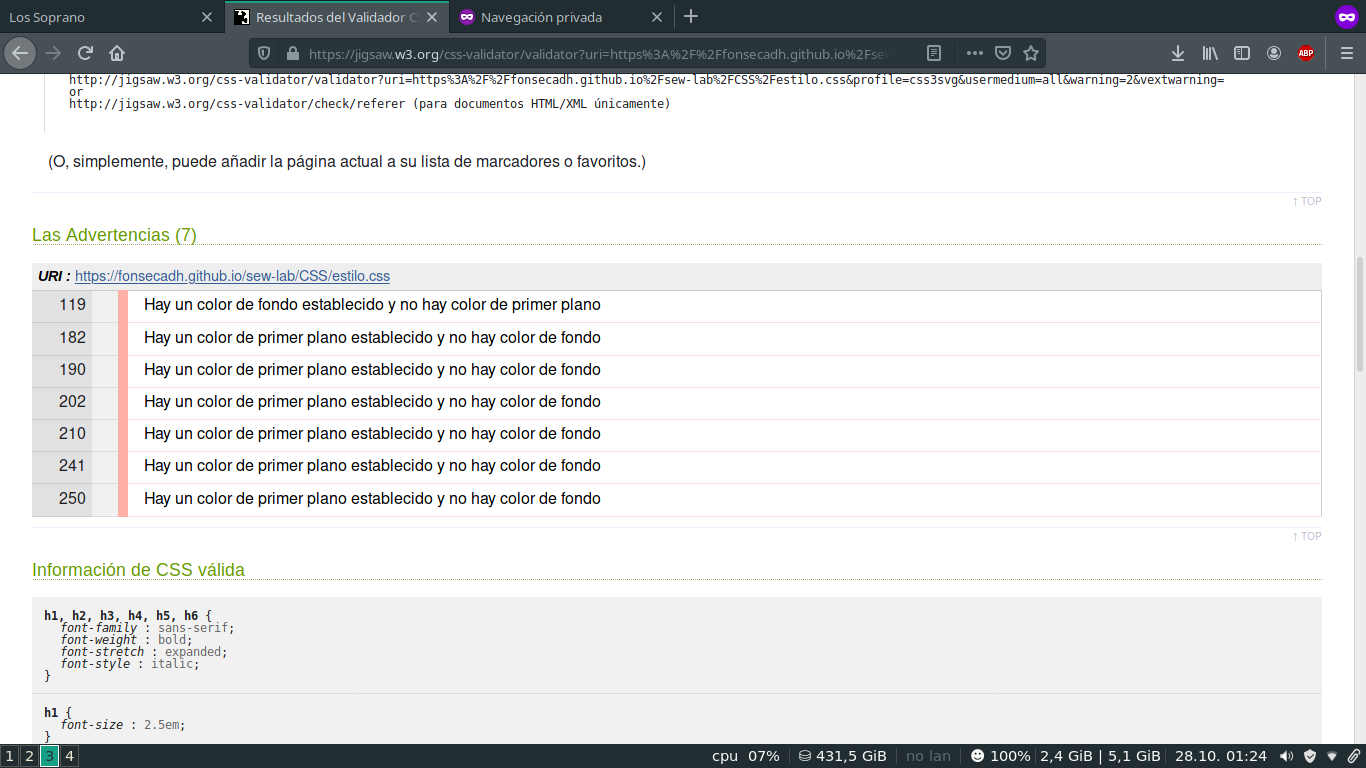 Los Soprano
Resultados del Validador C
Navegación privada
https://jigsaw.w3.org/css-validator/validator?uri=https%3A%2F%2Ffonsecadh.github.io%2Fsew
ABP
http://jigsaw.w3.org/css-validator/validator?uri=https%3A%2F%2Ffonsecadh.github.io%2Fsew-lab%2FCSS%2Festilo.css&profile=css3svg&usermedium=all&warning=2&vextwarning=
or
http://jigsaw.w3.org/css-validator/check/referer (para documentos HTML/XML únicamente)
(O, simplemente, puede añadir la página actual a su lista de marcadores o favoritos.)
↑ TOP
Las Advertencias (7)
URI : https://fonsecadh.github.io/sew-lab/CSS/estilo.css
119 Hay un color de fondo establecido y no hay color de primer plano
182 Hay un color de primer plano establecido y no hay color de fondo
190 Hay un color de primer plano establecido y no hay color de fondo
202 Hay un color de primer plano establecido y no hay color de fondo
210 Hay un color de primer plano establecido y no hay color de fondo
241 Hay un color de primer plano establecido y no hay color de fondo
250 Hay un color de primer plano establecido y no hay color de fondo
↑ TOP
Información de CSS válida
h1, h2, h3, h4, h5, h6 {
font-family : sans-serif;
font-weight : bold;
font-stretch : expanded;
font-style : italic;
}
h1 {
font-size : 2.5em;
}
1 2 3 4 cpu 07% 431,5 GiB no lan 100% 2,4 GiB | 5,1 GiB 28.10. 01:24